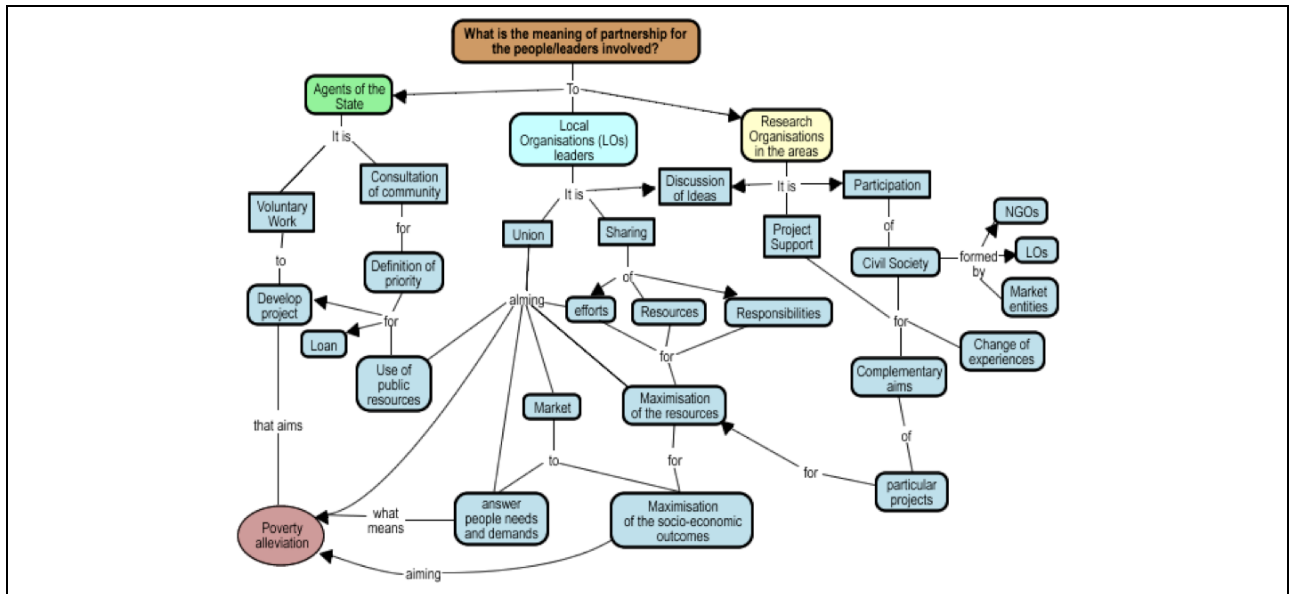 What is the meaning of partnership for
the people/leaders involved?
To
Agents of the
State
Local
Organisations (LOs)
leaders
Research
Organisations
in the areas
It is
It is
It is
Voluntary
Work
Consultation
of community
Discussion
of Ideas
Participation
Union
Sharing
Project
Support
of
NGOs
for
to
Definition of
priority
of
Civil Society
formed
by
LOs
Market
entities
Develop
project
aiming
efforts
Resources
Responsibilities
for
Loan
for
for
Change of
experiences
Use of
public
resources
Complementary
aims
Market
Maximisation
of the resources
that aims
of
to
for
for
particular
projects
Poverty
alleviation
what
means
answer
people needs
and demands
Maximisation
of the socio-economic
outcomes
aiming